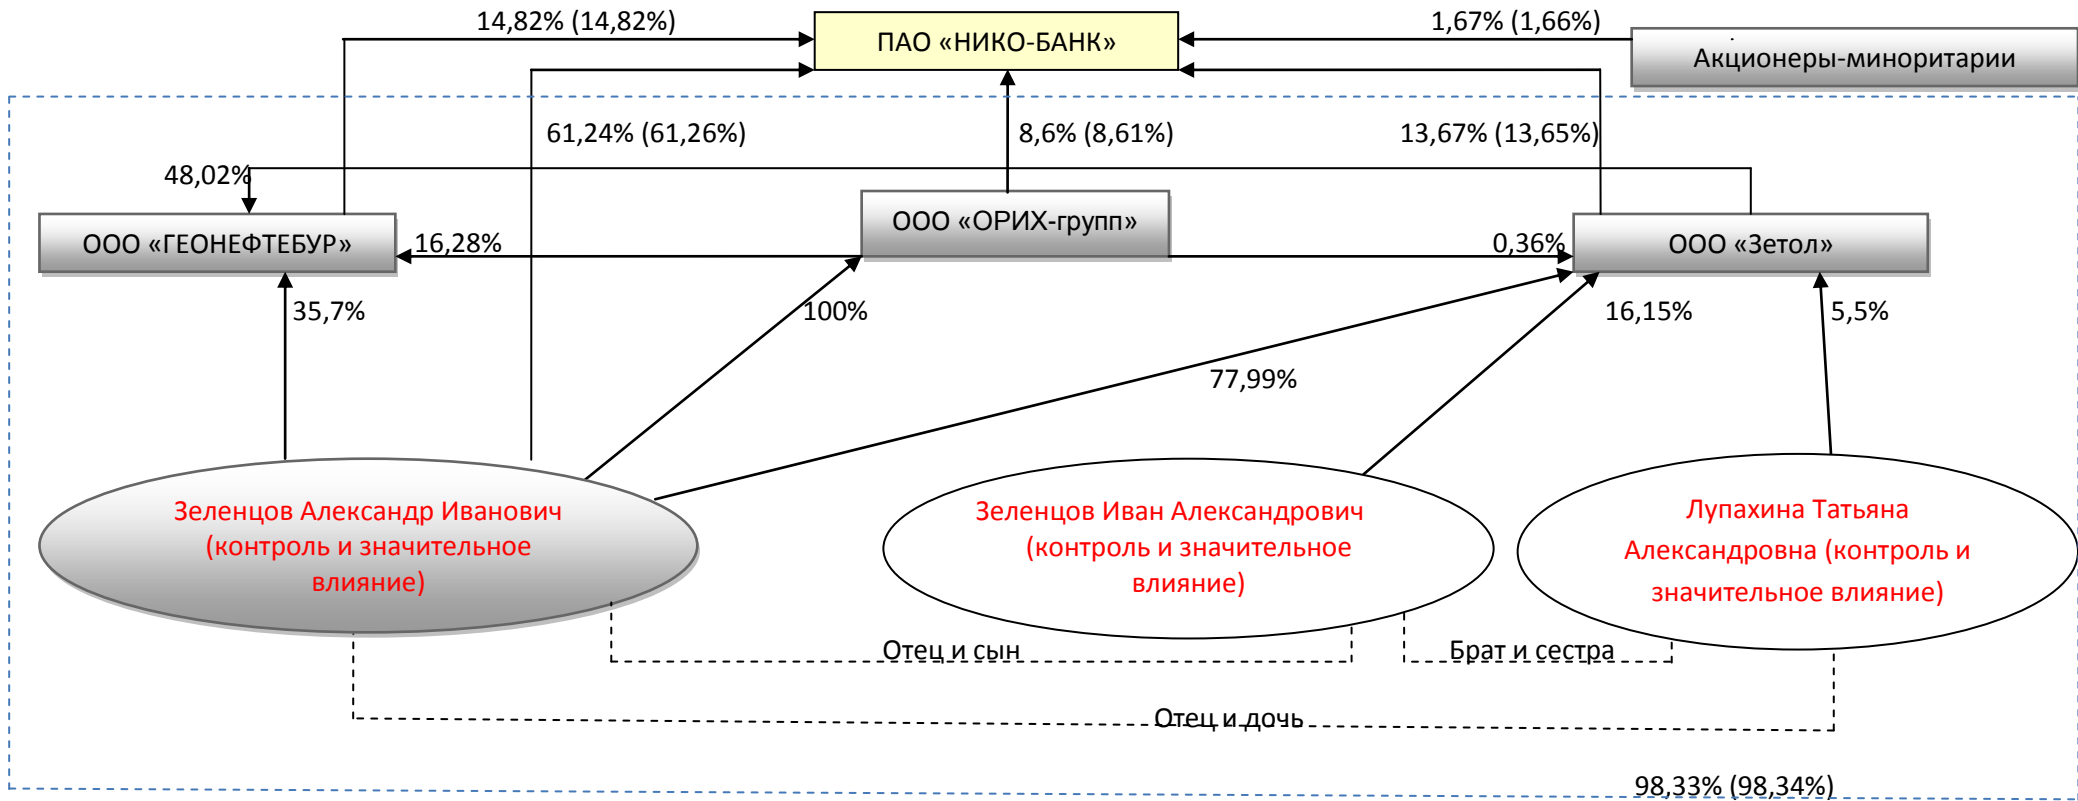 14,82% (14,82%)
ПАО «НИКО-БАНК»
1,67% (1,66%)
Акционеры-миноритарии
61,24% (61,26%)
8,6% (8,61%)
13,67% (13,65%)
48,02%
ООО «ГЕОНЕФТЕБУР»
16,28%
ООО «ОРИХ-групп»
0,36%
ООО «Зетол»
35,7%
100%
16,15%
5,5%
77,99%
Зеленцов Александр Иванович
(контроль и значительное
влияние)
Зеленцов Иван Александрович
(контроль и значительное
влияние)
Лупахина Татьяна
Александровна (контроль и
значительное влияние)
Отец и сын
Брат и сестра
Отец и дочь
98,33% (98,34%)